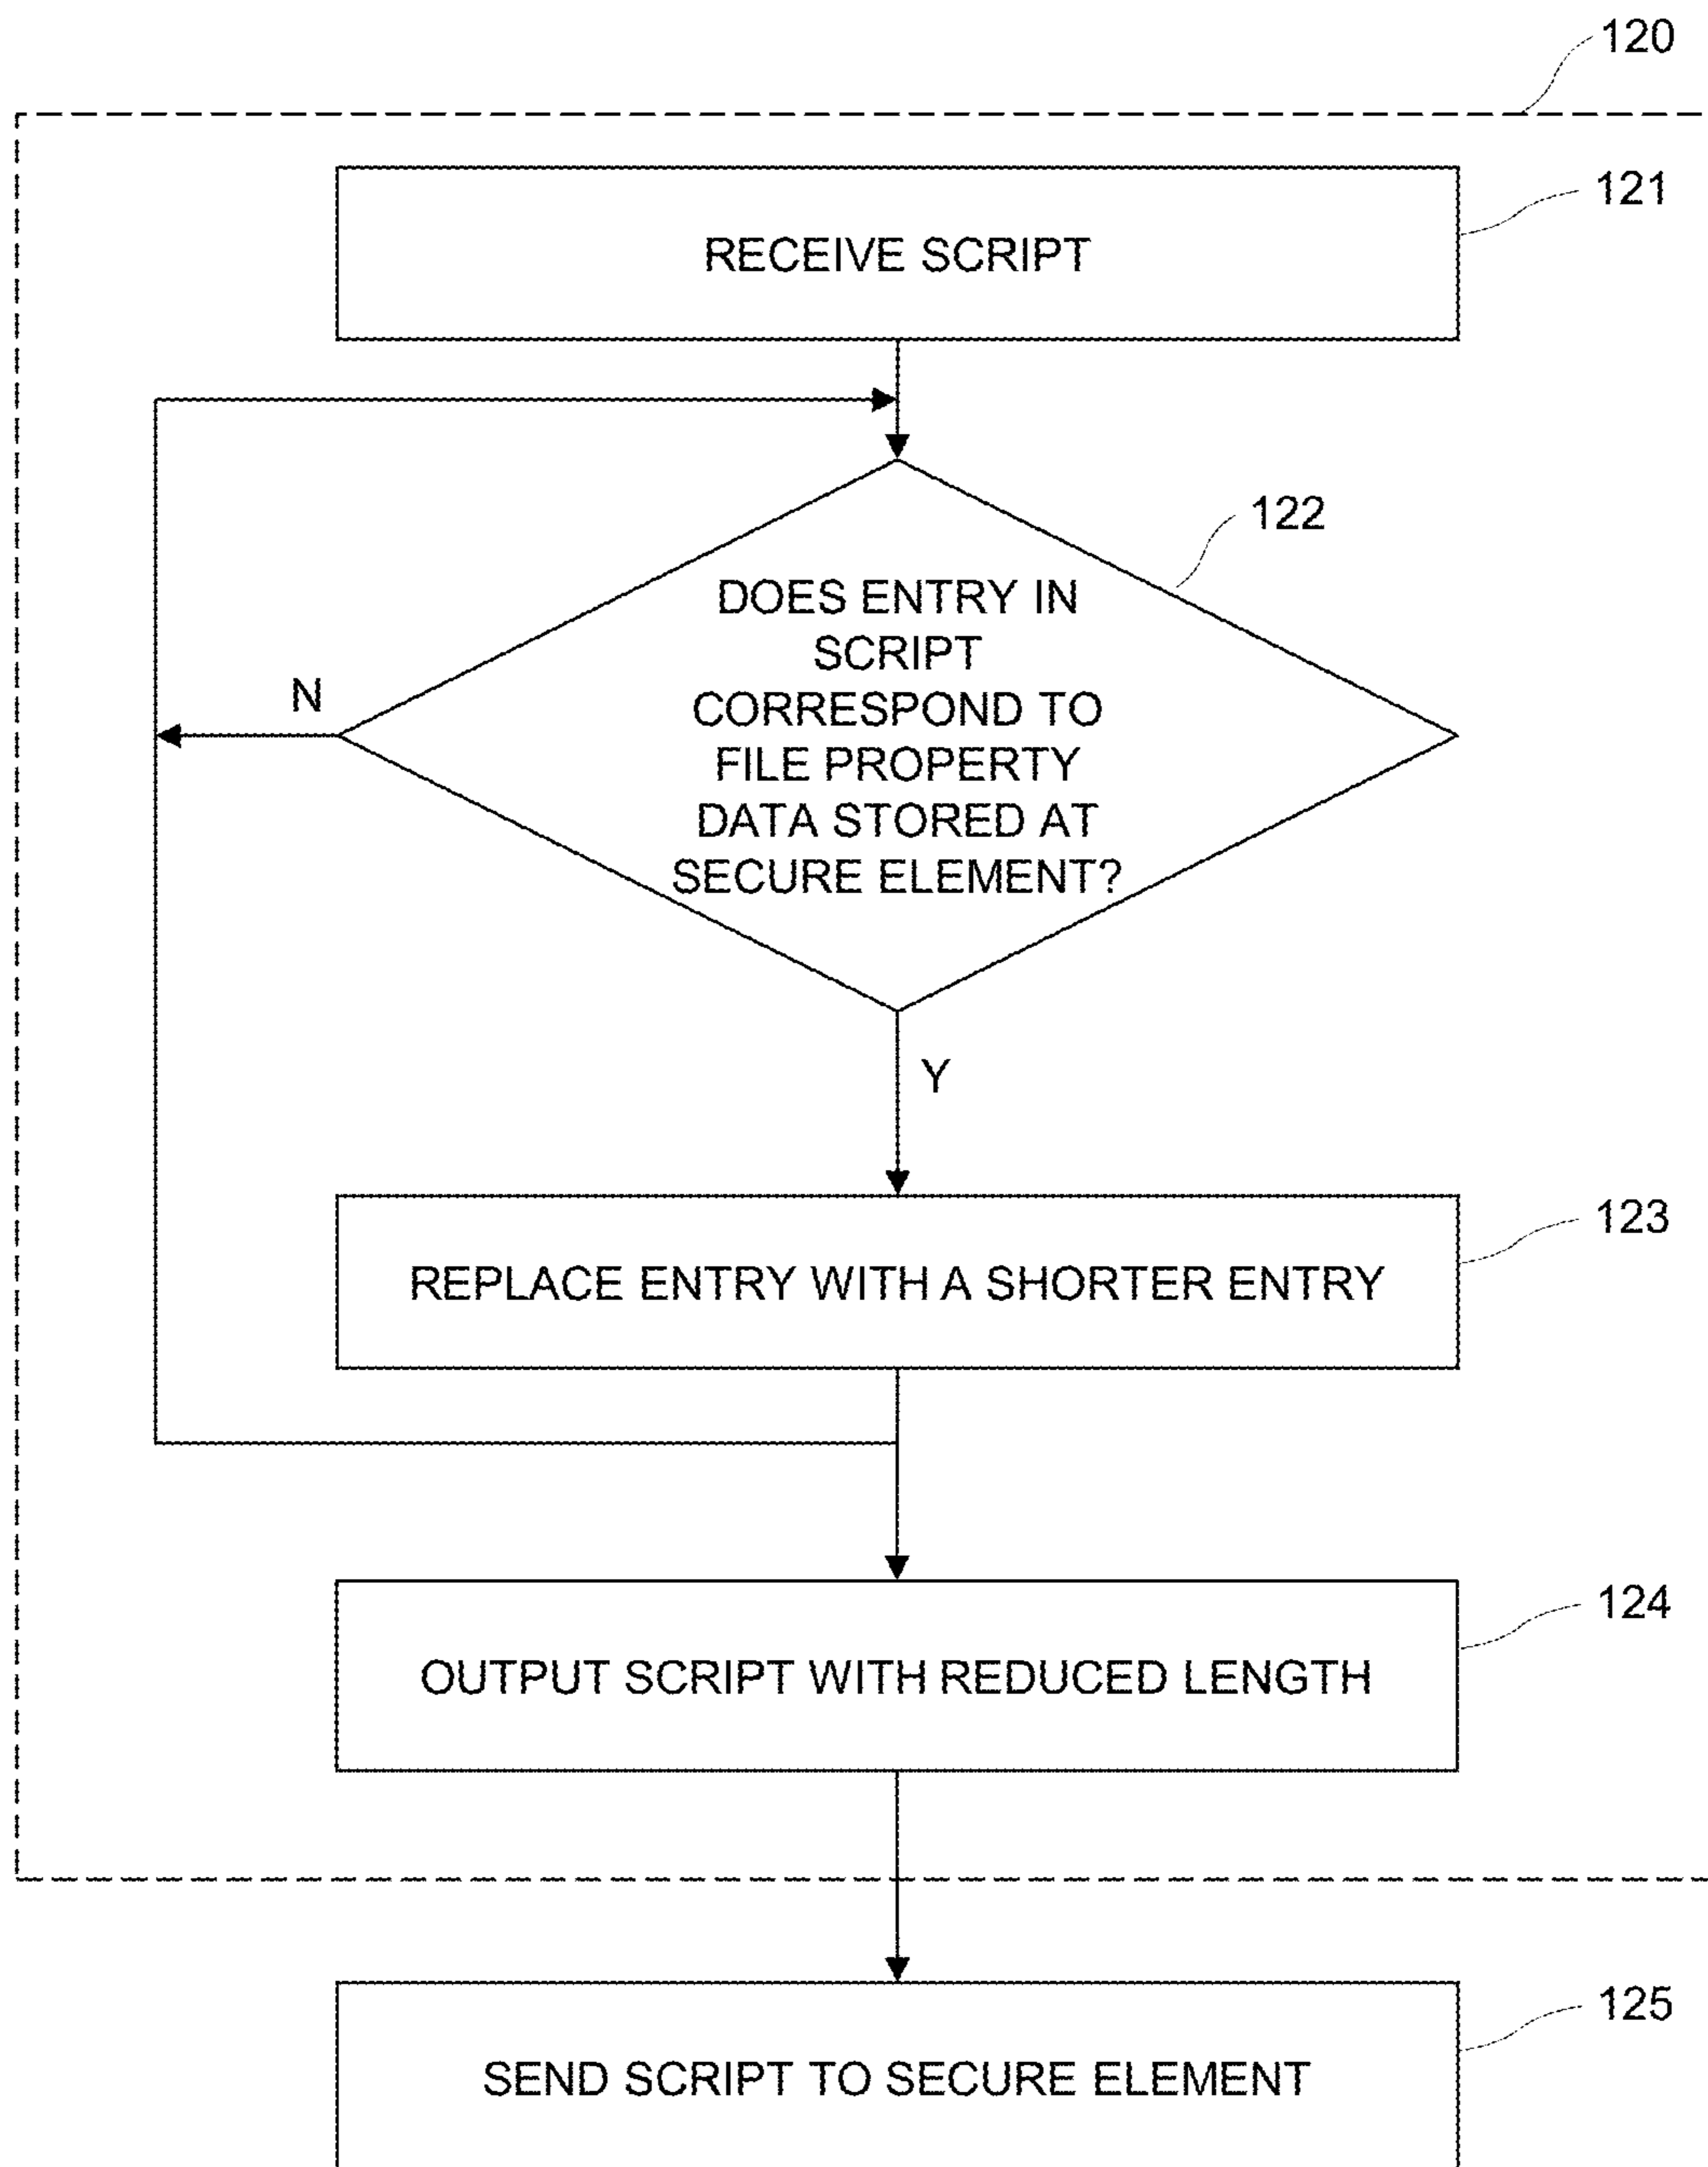 120
121
RECEIVE SCRIPT
122
DOES ENTRY IN
SCRIPT
CORRESPOND TO
FILE PROPERTY
DATA STORED AT
SECURE ELEMENT?
N
Y
123
REPLACE ENTRY WITH A SHORTER ENTRY
124
OUTPUT SCRIPT WITH REDUCED LENGTH
125
SEND SCRIPT TO SECURE ELEMENT